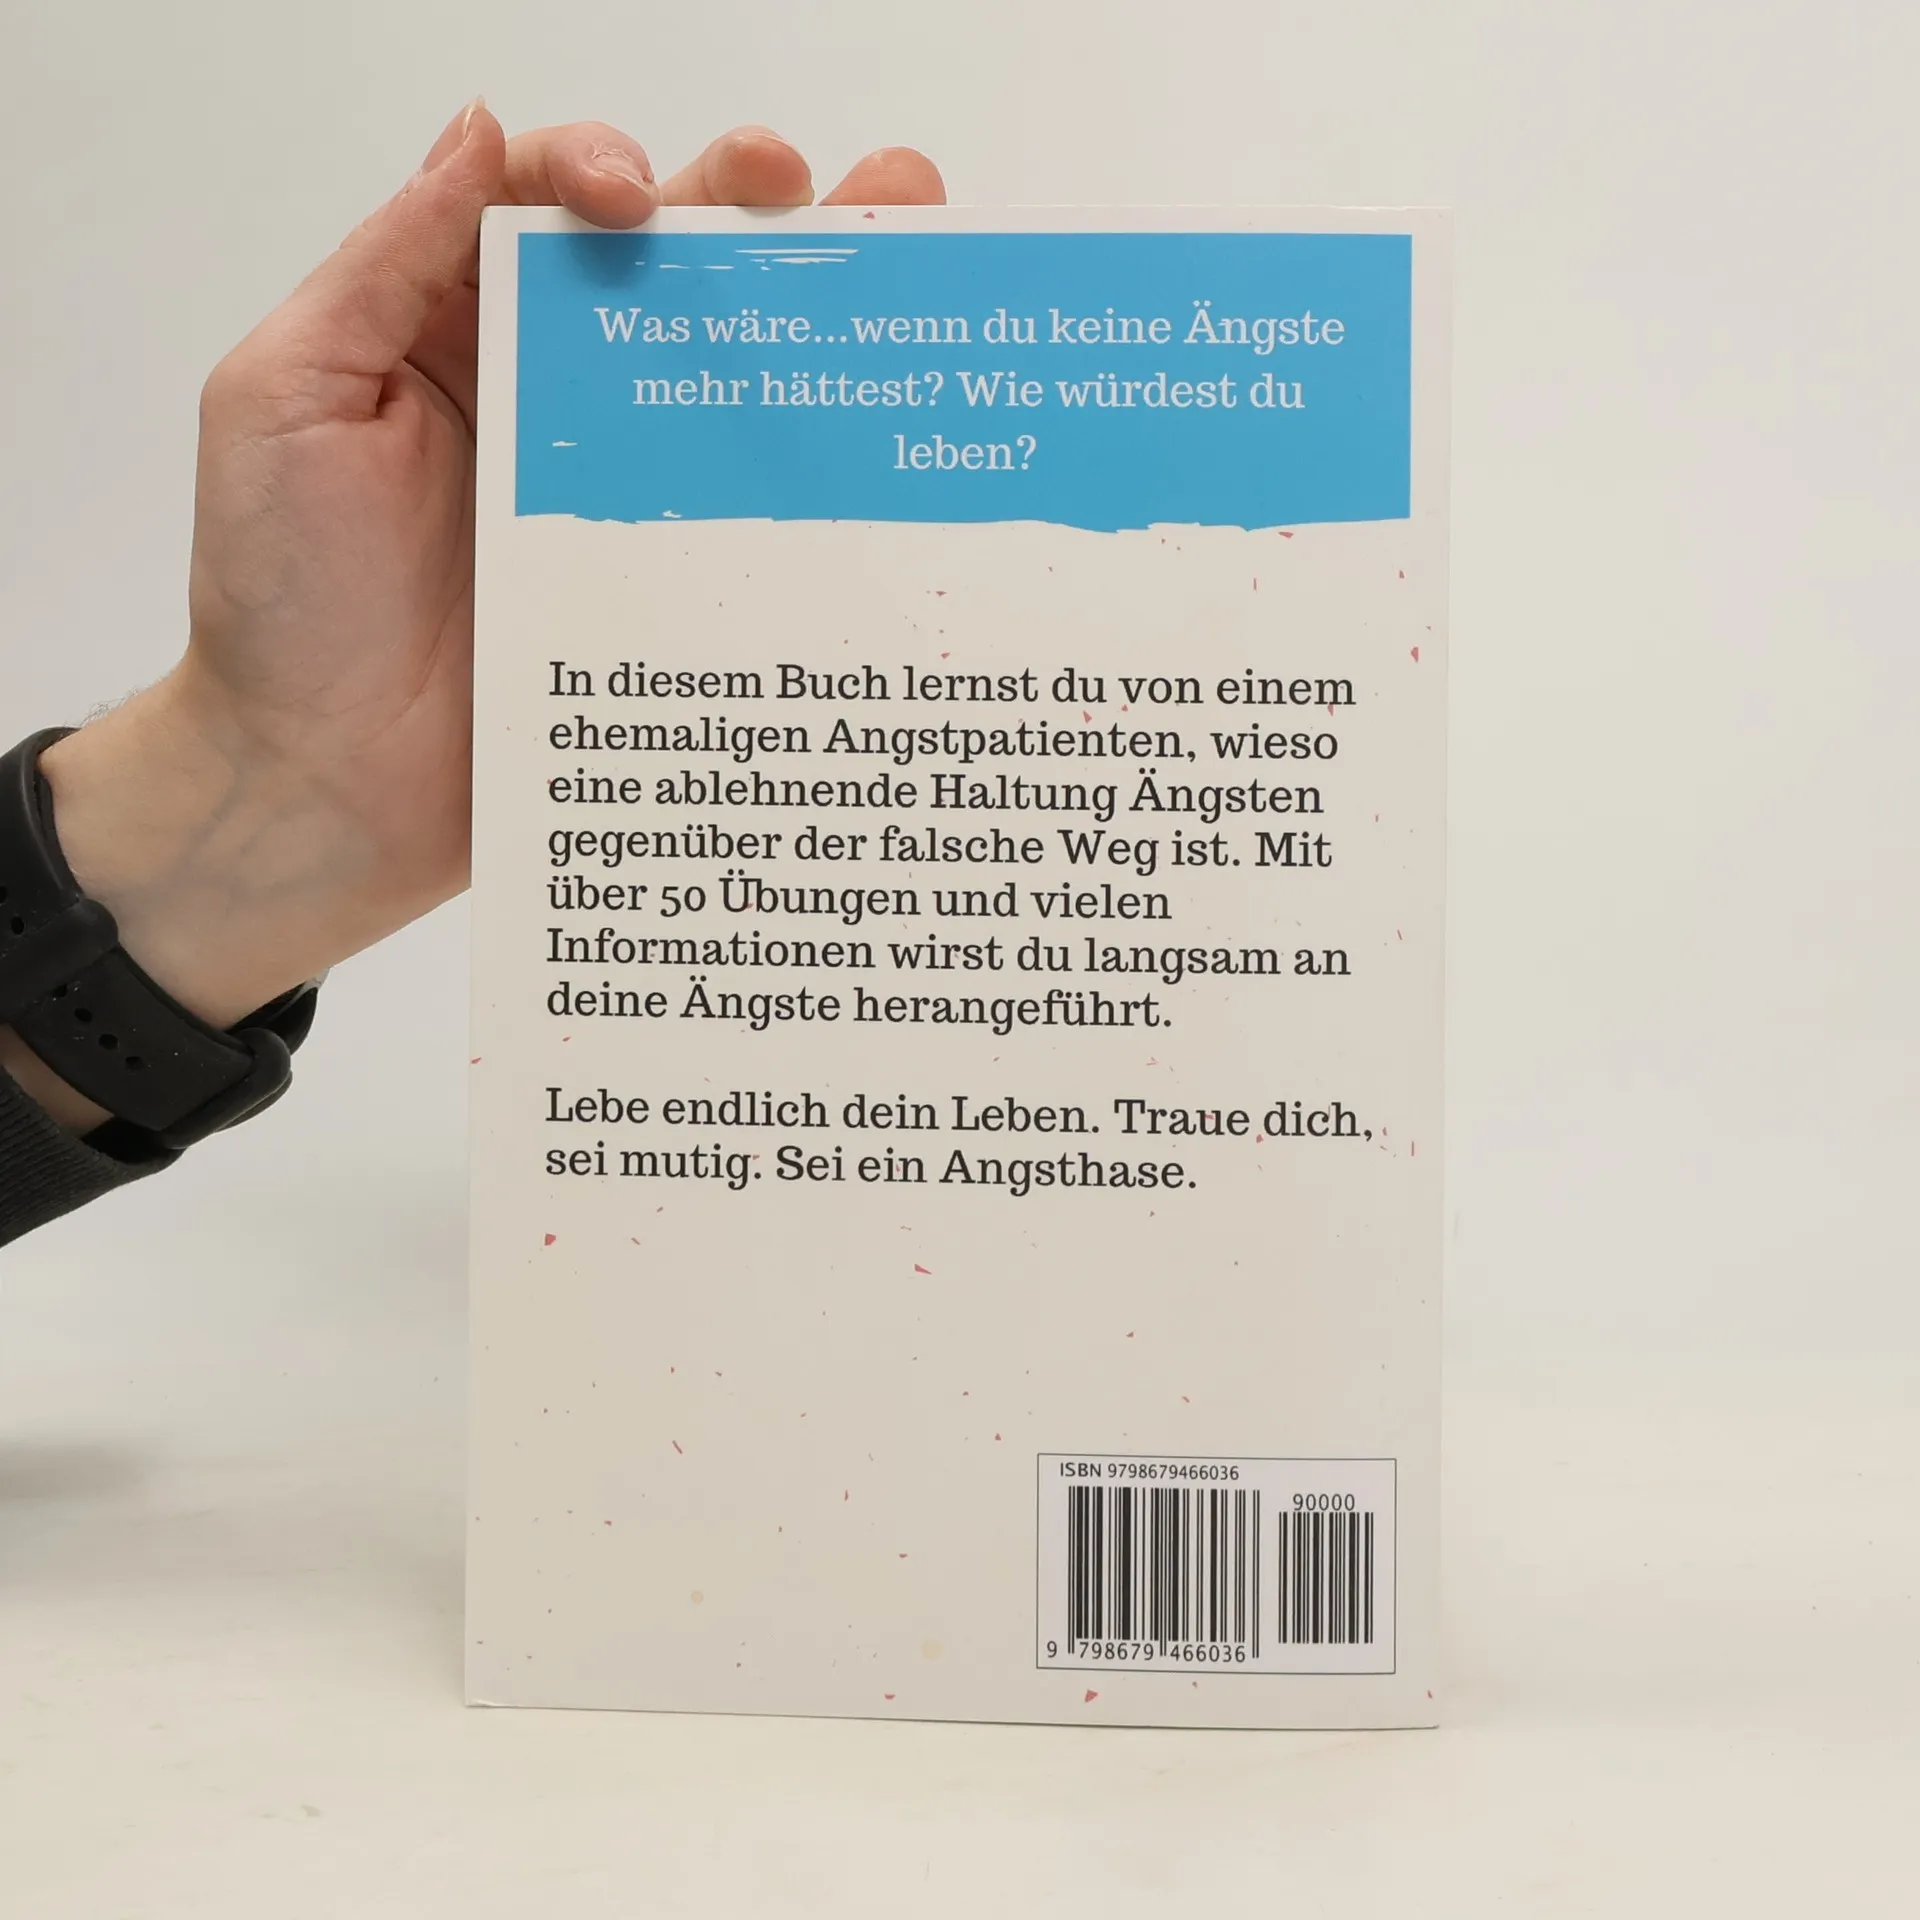 Was wäre...wenn du keine Ängste
mehr hättest? Wie würdest du
leben?
In diesem Buch lernst du von einem
ehemaligen Angstpatienten, wieso
eine ablehnende Haltung Ängsten
gegenüber der falsche Weg ist. Mit
über 50 Übungen und vielen
Informationen wirst du langsam an
deine Ängste herangeführt.
Lebe endlich dein Leben. Traue dich,
sei mutig. Sei ein Angsthase.
ISBN 9798679466036
90000
9 798679 466036